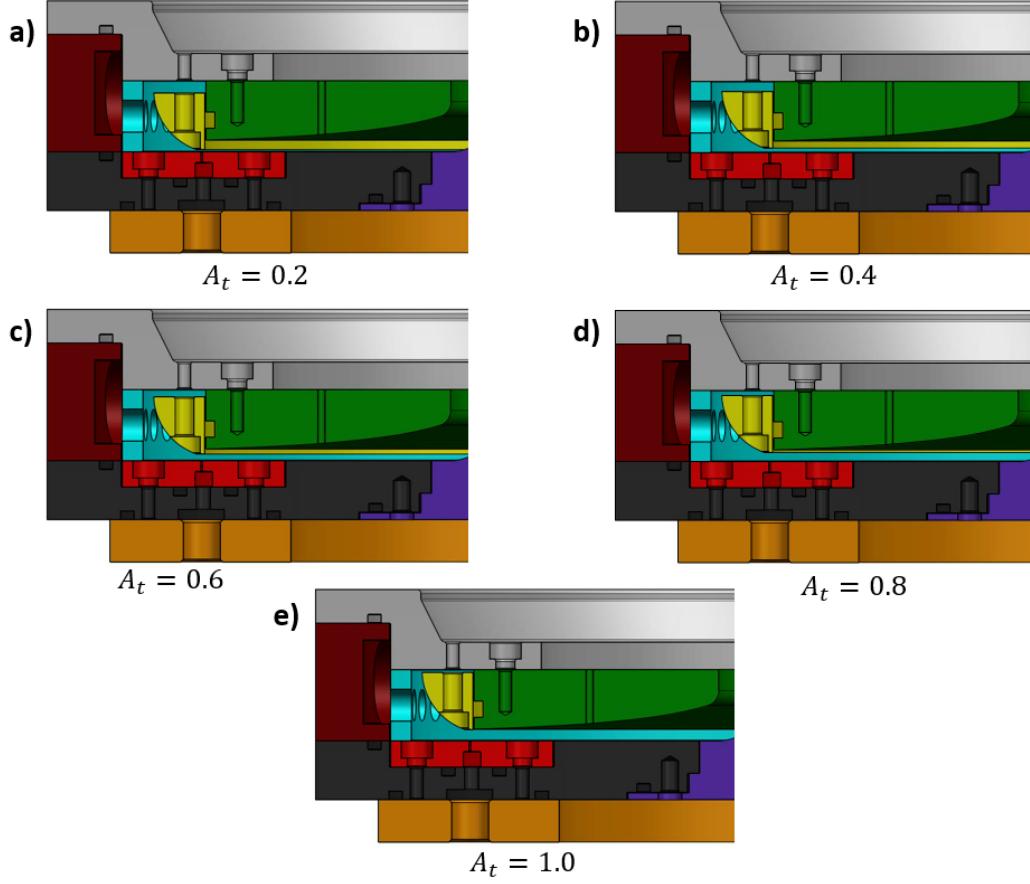 a)
b)
A_t = 0.2
A_t = 0.4
c)
d)
A_t = 0.6
A_t = 0.8
e)
A_t = 1.0